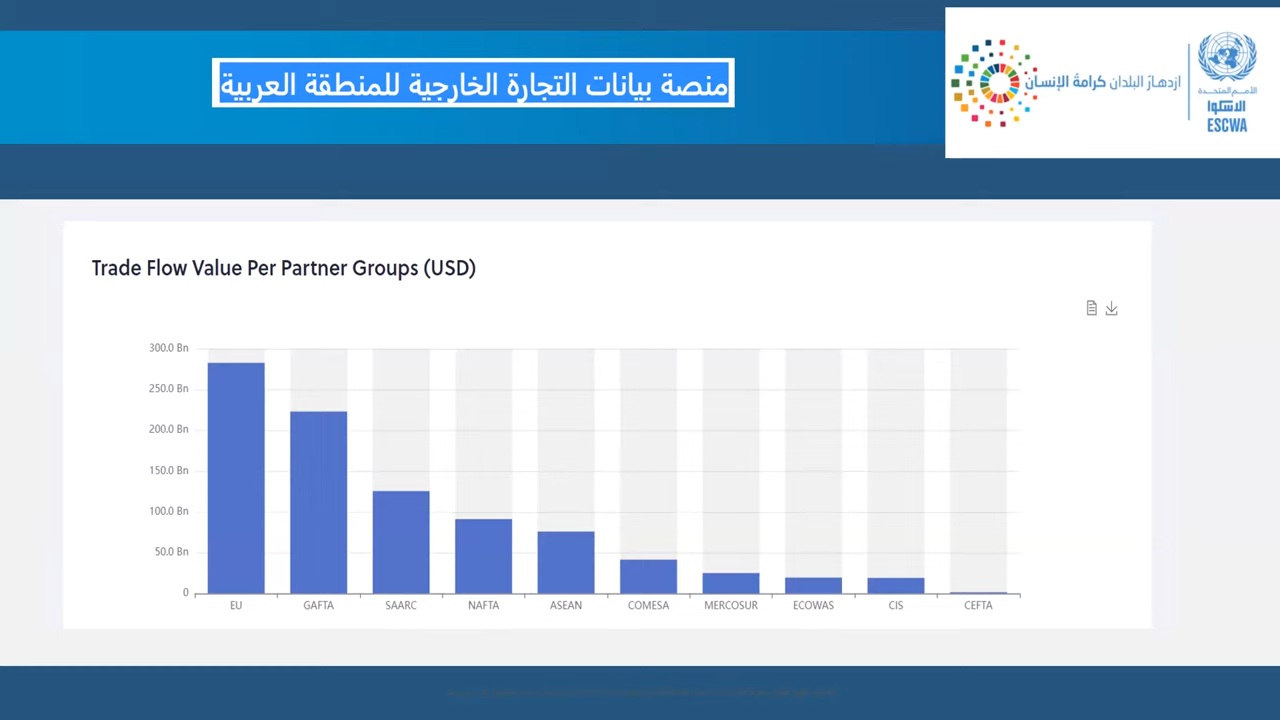 منصة بيانات التجارة الخارجية للمنطقة العربية
ازدهارُ البلدان كرامةُ الإنسان
الأمـم المتحدة
الإسكوا
ESCWA
Trade Flow Value Per Partner Groups (USD)
300.0 Bn
250.0 Bn
200.0 Bn
150.0 Bn
100.0 Bn
50.0 Bn
0
EU GAFTA SAARC NAFTA ASEAN COMESA MERCOSUR ECOWAS CIS CEFTA